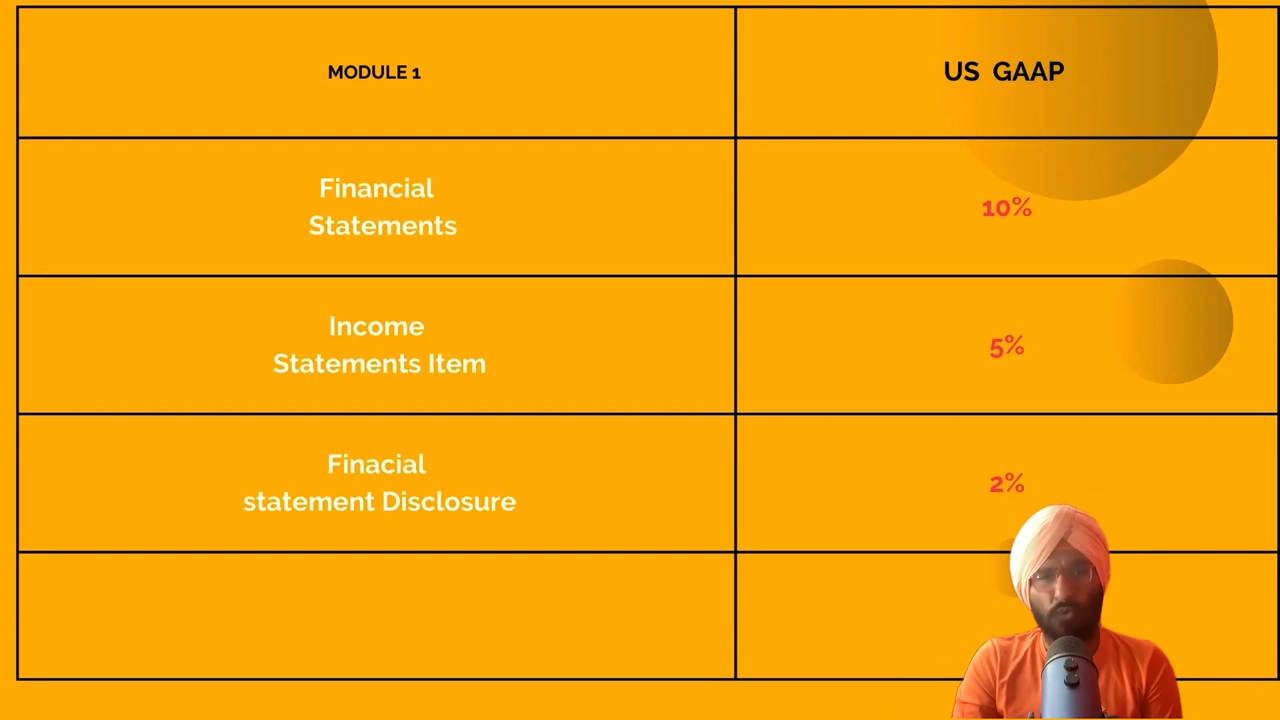 MODULE 1
US GAAP
Financial
Statements
10%
Income
Statements Item
5%
Finacial
statement Disclosure
2%